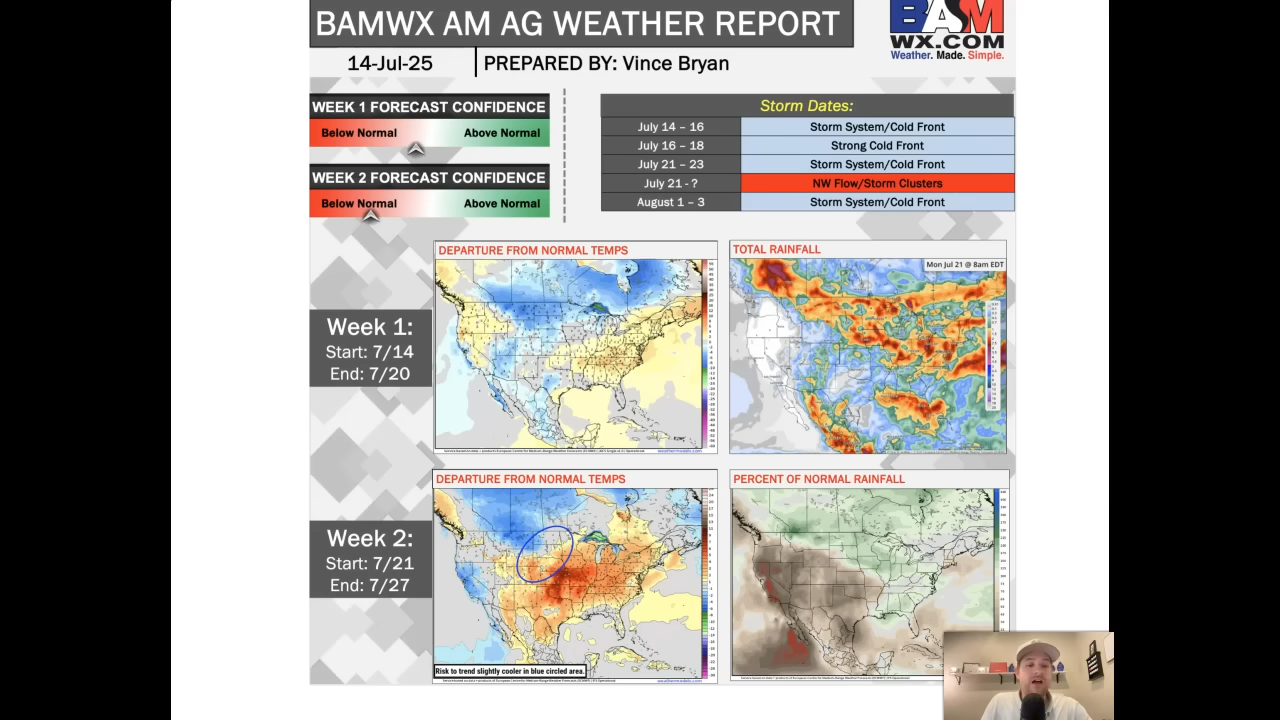 BAMWX AM AG WEATHER REPORT
BAM
WX.COM
Weather. Made. Simple.
14-Jul-25
PREPARED BY: Vince Bryan
WEEK 1 FORECAST CONFIDENCE
Below Normal
Above Normal
WEEK 2 FORECAST CONFIDENCE
Below Normal
Above Normal
Storm Dates:
July 14 – 16 Storm System/Cold Front
July 16 – 18 Strong Cold Front
July 21 – 23 Storm System/Cold Front
July 21 - ? NW Flow/Storm Clusters
August 1 – 3 Storm System/Cold Front
Week 1:
Start: 7/14
End: 7/20
DEPARTURE FROM NORMAL TEMPS
TOTAL RAINFALL
Mon Jul 21 @ 8am EDT
Week 2:
Start: 7/21
End: 7/27
DEPARTURE FROM NORMAL TEMPS
Risk to trend slightly cooler in blue circled area.
PERCENT OF NORMAL RAINFALL